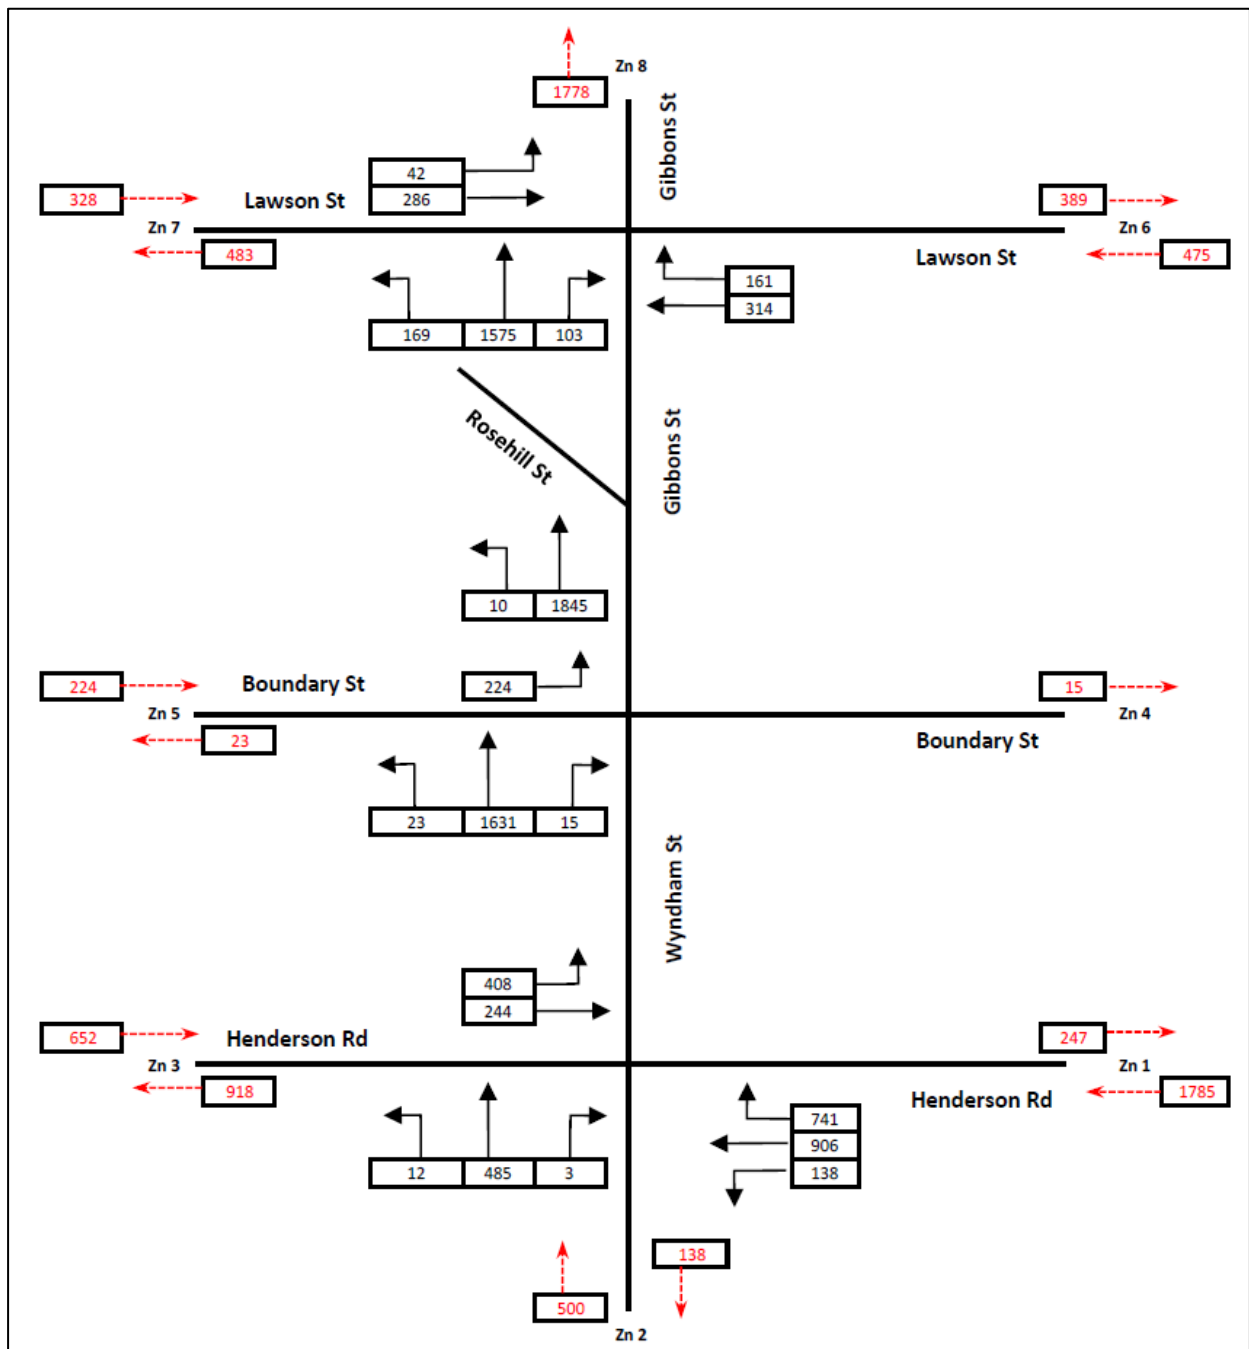 Zn 8
1778
Gibbons St
42
286
328
Lawson St
389
Zn 7
Zn 6
483
Lawson St
475
161
314
169 1575 103
Rosehill St
Gibbons St
10 1845
224
Boundary St
224
15
Zn 5
Zn 4
23
Boundary St
23 1631 15
Wyndham St
408
244
652
Henderson Rd
247
Zn 3
Zn 1
918
Henderson Rd
1785
741
906
138
12 485 3
138
500
Zn 2